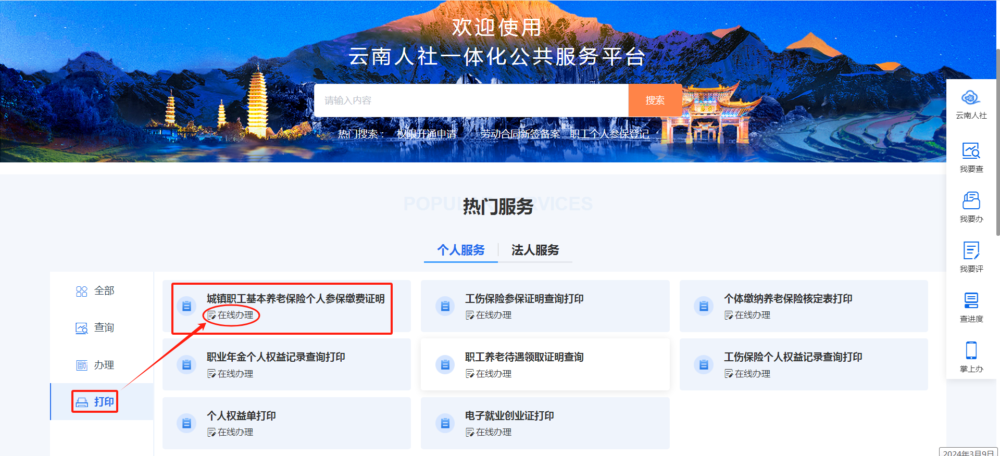 欢迎使用
云南人社一体化公共服务平台
请输入内容
搜索
热门搜索： 权限开通申请 劳动合同新签备案 职工个人参保登记
云南人社
我要查
我要办
我要评
查进度
掌上办
热门服务
个人服务
法人服务
全部
查询
办理
打印
城镇职工基本养老保险个人参保缴费证明
在线办理
工伤保险参保证明查询打印
在线办理
个体缴纳养老保险核定表打印
在线办理
职业年金个人权益记录查询打印
在线办理
职工养老待遇领取证明查询
在线办理
工伤保险个人权益记录查询打印
在线办理
个人权益单打印
在线办理
电子就业创业证打印
在线办理
2024年3月9日